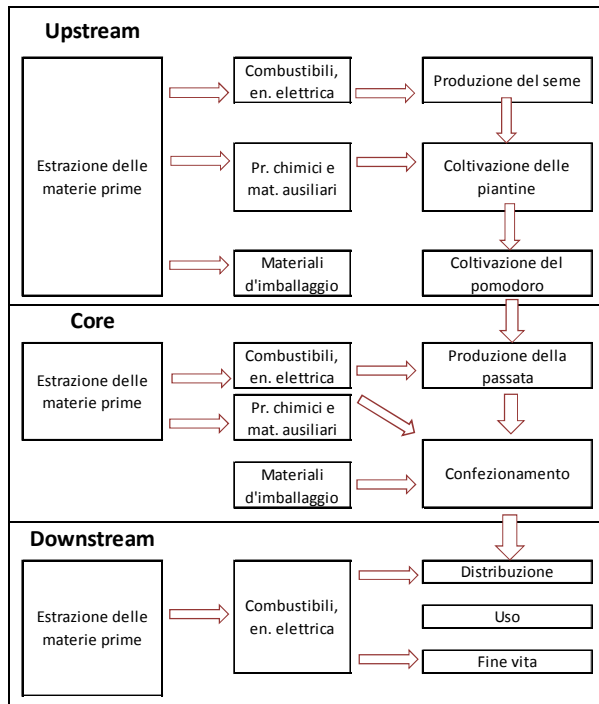 Upstream
Combustibili,
en. elettrica
Produzione del seme
Estrazione delle
materie prime
Pr. chimici e
mat. ausiliari
Coltivazione delle
piantine
Materiali
d'imballaggio
Coltivazione del
pomodoro
Core
Estrazione delle
materie prime
Combustibili,
en. elettrica
Produzione della
passata
Pr. chimici e
mat. ausiliari
Materiali
d'imballaggio
Confezionamento
Downstream
Estrazione delle
materie prime
Combustibili,
en. elettrica
Distribuzione
Uso
Fine vita